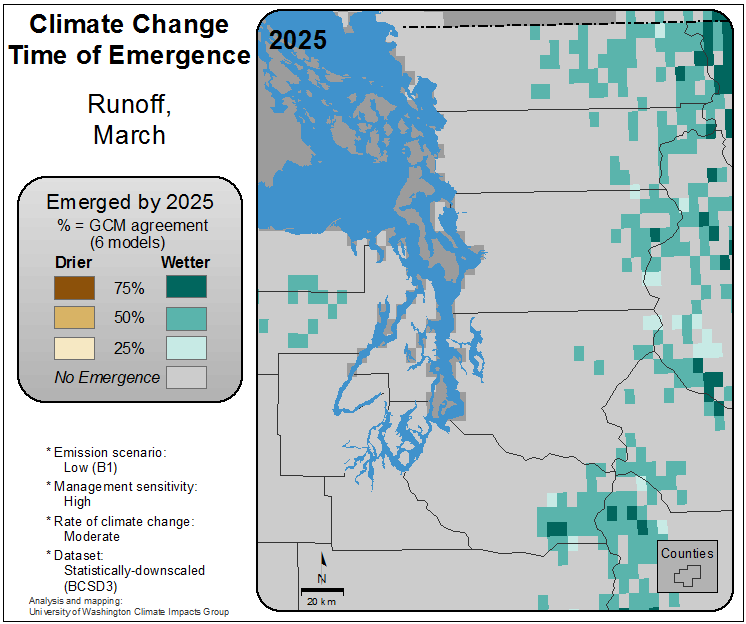 Climate Change
Time of Emergence
Runoff,
March
Emerged by 2025
% = GCM agreement
(6 models)
Drier Wetter
75%
50%
25%
No Emergence
* Emission scenario:
Low (B1)
* Management sensitivity:
High
* Rate of climate change:
Moderate
* Dataset:
Statistically-downscaled
(BCSD3)
Analysis and mapping:
University of Washington Climate Impacts Group
2025
N
20 km
Counties